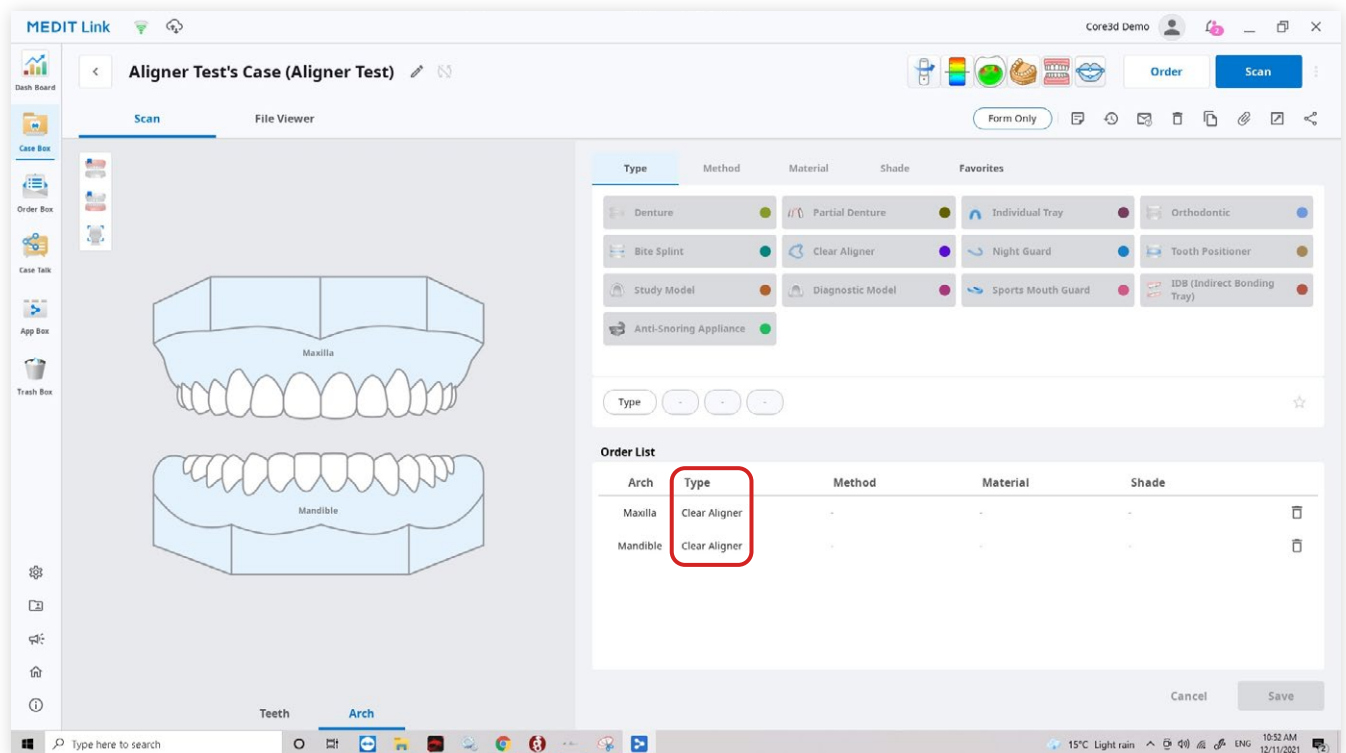 MEDIT Link
Core3d Demo
2
Dash Board
Aligner Test's Case (Aligner Test)
Order
Scan
Scan
File Viewer
Form Only
Case Box
Order Box
Case Talk
App Box
Trash Box
Maxilla
Mandible
Teeth
Arch
Type
Method
Material
Shade
Favorites
Denture
Partial Denture
Individual Tray
Orthodontic
Bite Splint
Clear Aligner
Night Guard
Tooth Positioner
Study Model
Diagnostic Model
Sports Mouth Guard
IDB (Indirect Bonding
Tray)
Anti-Snoring Appliance
Type - - -
Order List
Arch Type Method Material Shade
Maxilla Clear Aligner - - -
Mandible Clear Aligner - - -
Cancel
Save
Type here to search
15°C Light rain
ENG
10:52 AM
12/11/2021
2